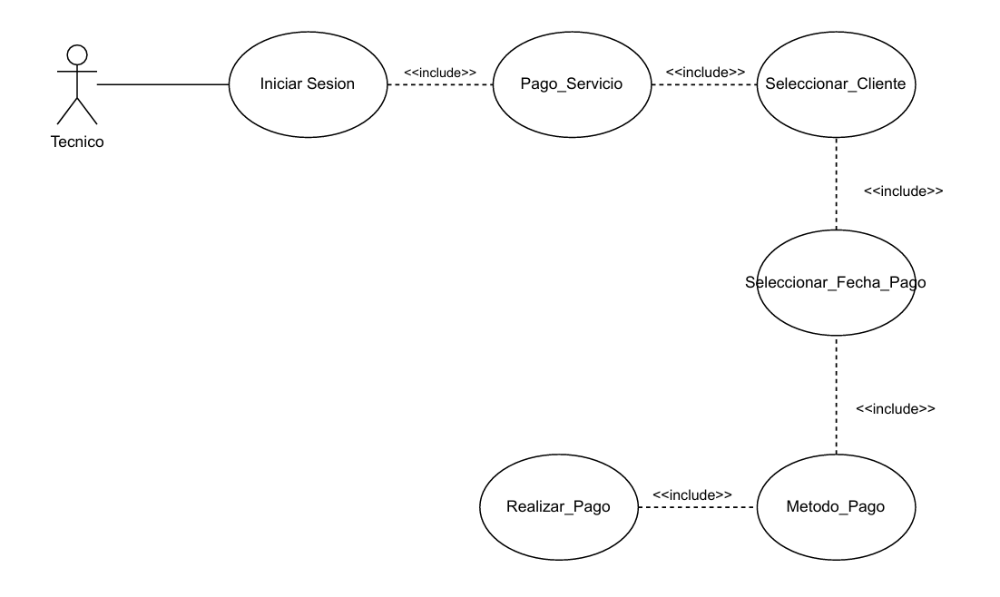 Tecnico
Iniciar Sesion
<<include>>
Pago_Servicio
<<include>>
Seleccionar_Cliente
<<include>>
Seleccionar_Fecha_Pago
<<include>>
Metodo_Pago
<<include>>
Realizar_Pago